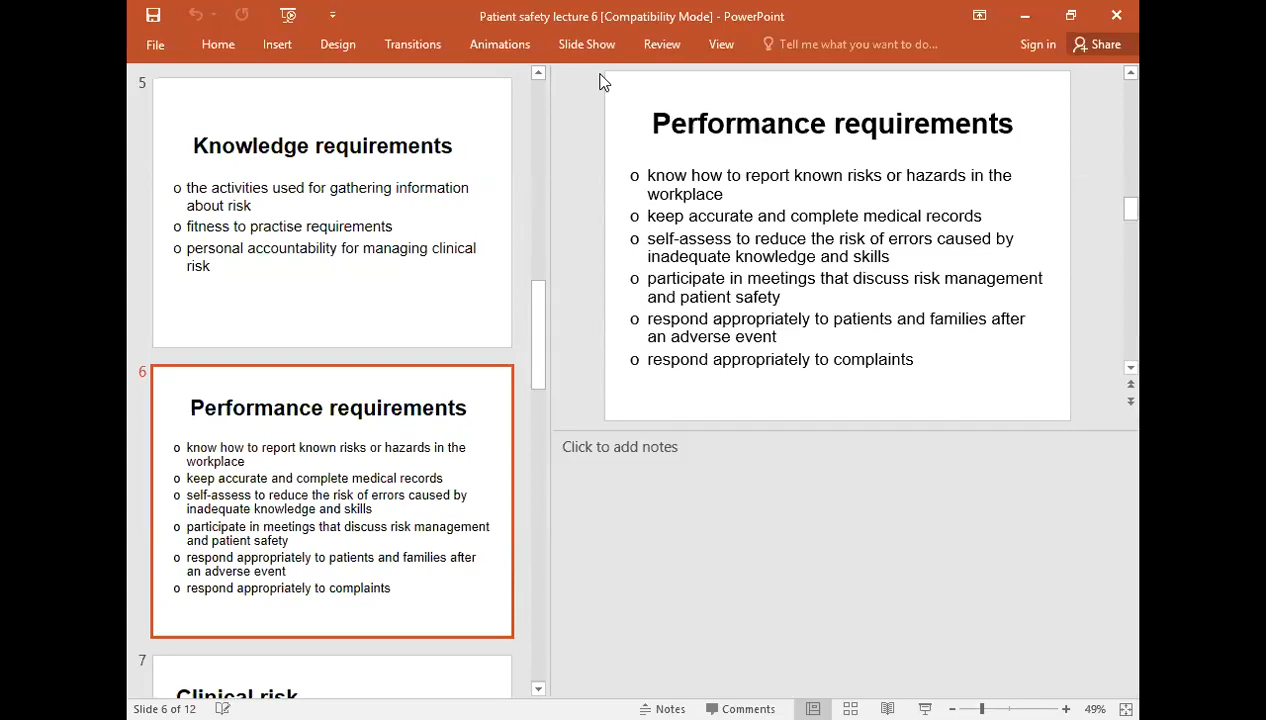 Patient safety lecture 6 [Compatibility Mode] - PowerPoint
File Home Insert Design Transitions Animations Slide Show Review View Tell me what you want to do... Sign in Share
5
Knowledge requirements
o the activities used for gathering information
about risk
o fitness to practise requirements
o personal accountability for managing clinical
risk
6
Performance requirements
o know how to report known risks or hazards in the
workplace
o keep accurate and complete medical records
o self-assess to reduce the risk of errors caused by
inadequate knowledge and skills
o participate in meetings that discuss risk management
and patient safety
o respond appropriately to patients and families after
an adverse event
o respond appropriately to complaints
7
Clinical risk
Performance requirements
o know how to report known risks or hazards in the
workplace
o keep accurate and complete medical records
o self-assess to reduce the risk of errors caused by
inadequate knowledge and skills
o participate in meetings that discuss risk management
and patient safety
o respond appropriately to patients and families after
an adverse event
o respond appropriately to complaints
Click to add notes
Slide 6 of 12 Notes Comments 49%